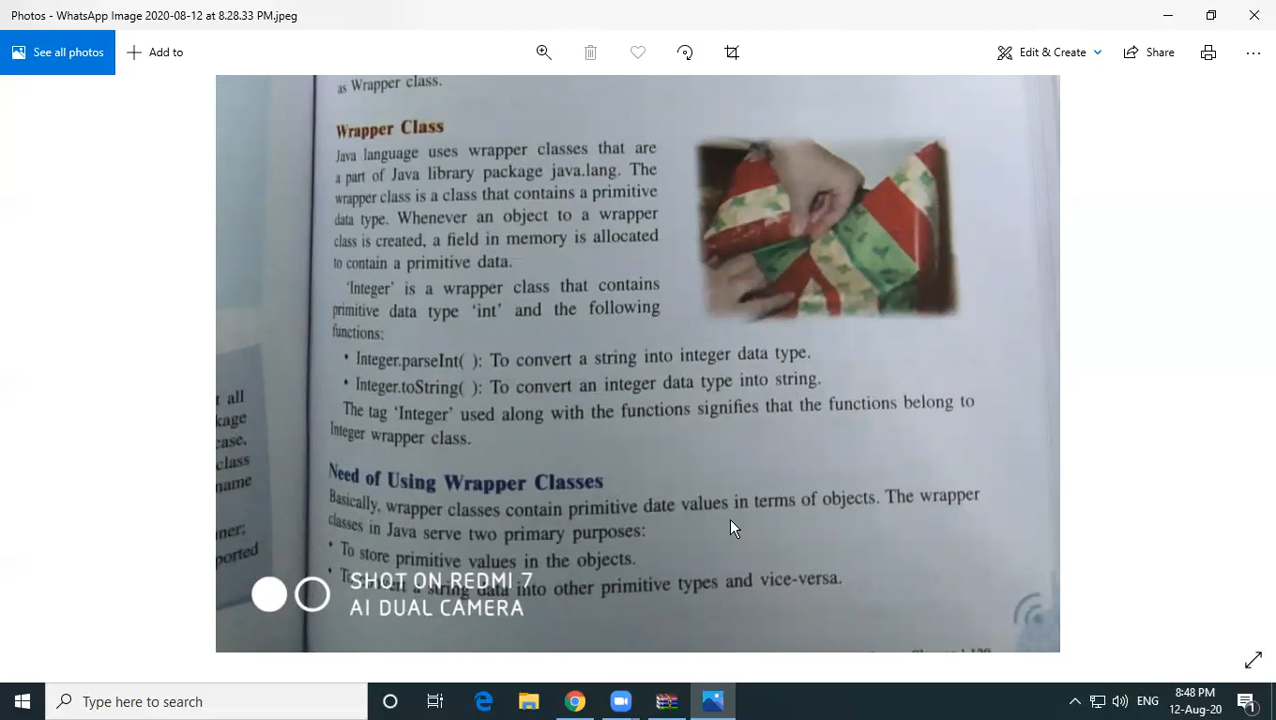 Photos - WhatsApp Image 2020-08-12 at 8.28.33 PM.jpeg
See all photos
Add to
Edit & Create
Share
as Wrapper class.
Wrapper Class
Java language uses wrapper classes that are
a part of Java library package java.lang. The
wrapper class is a class that contains a primitive
data type. Whenever an object to a wrapper
class is created, a field in memory is allocated
to contain a primitive data.
'Integer' is a wrapper class that contains
primitive data type 'int' and the following
functions:
• Integer.parseInt( ): To convert a string into integer data type.
• Integer.toString( ): To convert an integer data type into string.
The tag 'Integer' used along with the functions signifies that the functions belong to
Integer wrapper class.
Need of Using Wrapper Classes
Basically, wrapper classes contain primitive date values in terms of objects. The wrapper
classes in Java serve two primary purposes:
• To store primitive values in the objects.
• To a string data into other primitive types and vice-versa.
all
case,
class
name
SHOT ON REDMI 7
AI DUAL CAMERA
Type here to search
ENG
8:48 PM
12-Aug-20
1